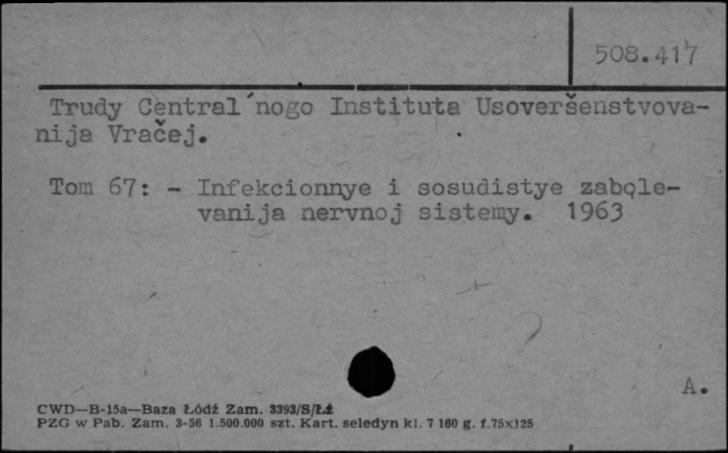 508.417
Trudy Central´nogo Instituta Usoveršenstvova-
nija Vračej.
Tom 67: - Infekcionnye i sosudistye zabole-
vanija nervnoj sistemy. 1963
A.
CWD—B-15a—Baza Łódź Zam. 3393/S/Łź
PZG w Pab. Zam. 3-56 1.500.000 szt. Kart. seledyn kl. 7 160 g. f.75x125